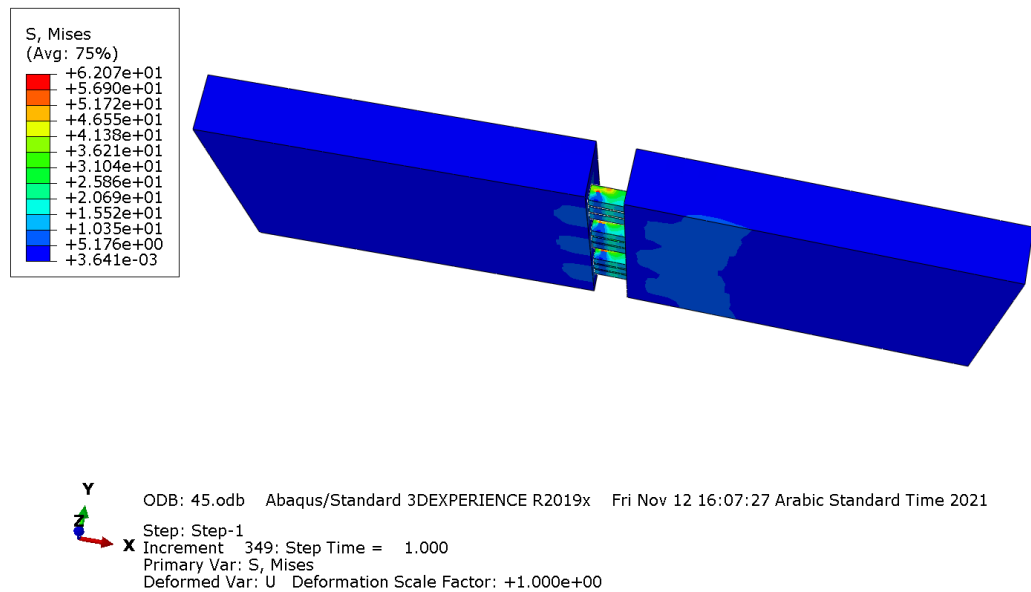 S, Mises
(Avg: 75%)
+6.207e+01
+5.690e+01
+5.172e+01
+4.655e+01
+4.138e+01
+3.621e+01
+3.104e+01
+2.586e+01
+2.069e+01
+1.552e+01
+1.035e+01
+5.176e+00
+3.641e-03
Y
Z
X
ODB: 45.odb Abaqus/Standard 3DEXPERIENCE R2019x Fri Nov 12 16:07:27 Arabic Standard Time 2021
Step: Step-1
Increment 349: Step Time = 1.000
Primary Var: S, Mises
Deformed Var: U Deformation Scale Factor: +1.000e+00